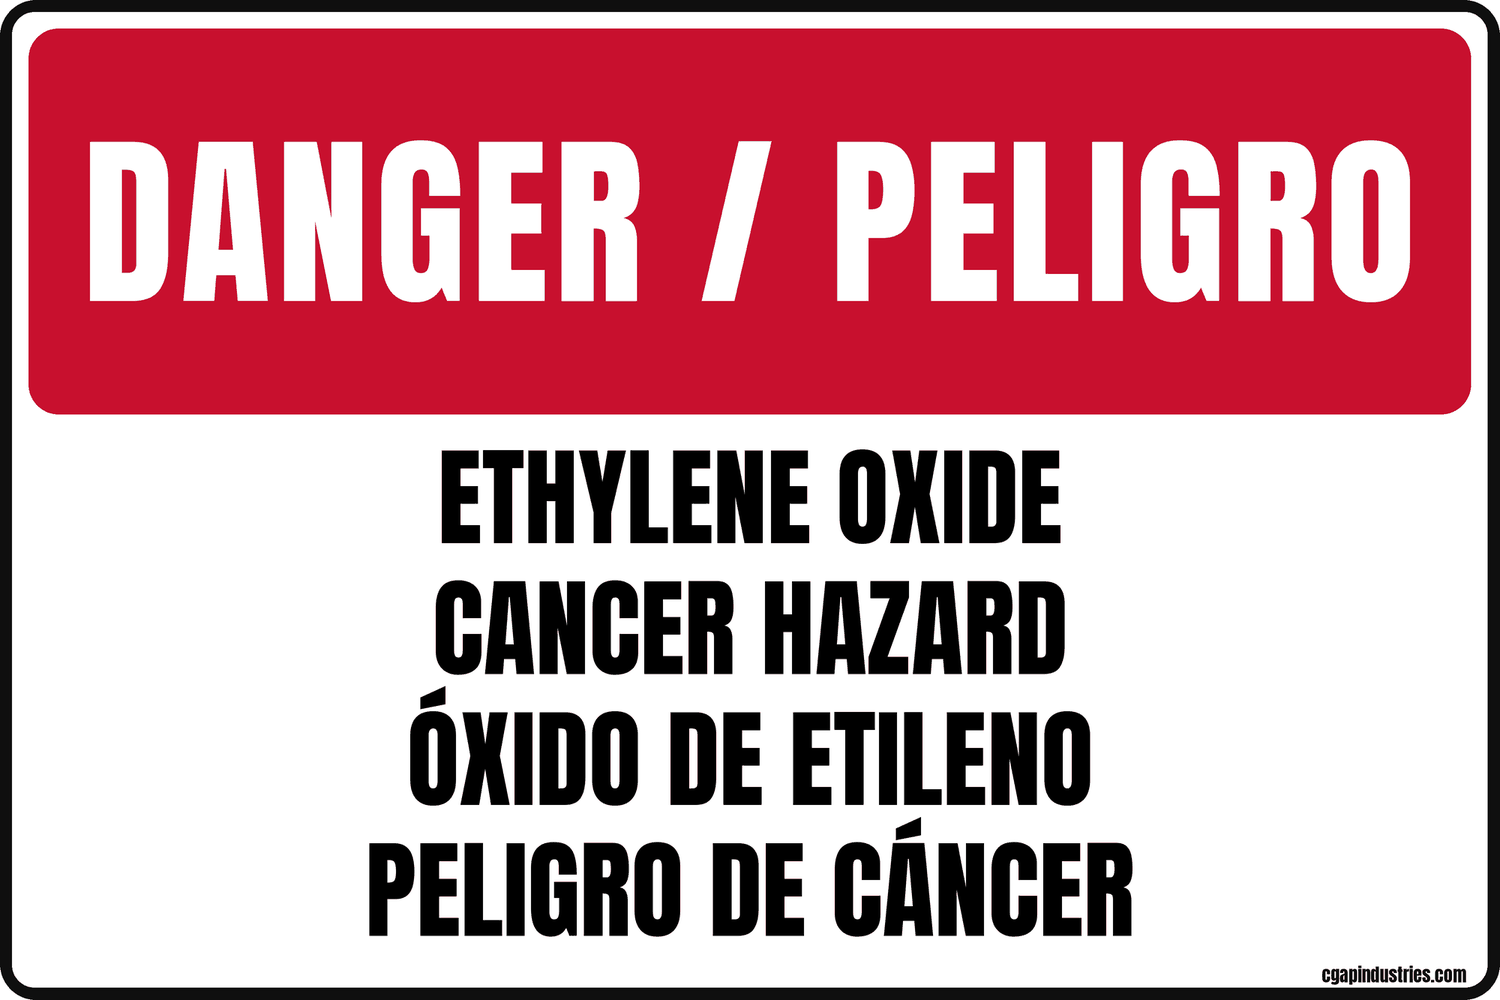 DANGER / PELIGRO
ETHYLENE OXIDE
CANCER HAZARD
ÓXIDO DE ETILENO
PELIGRO DE CÁNCER
cgapindustries.com